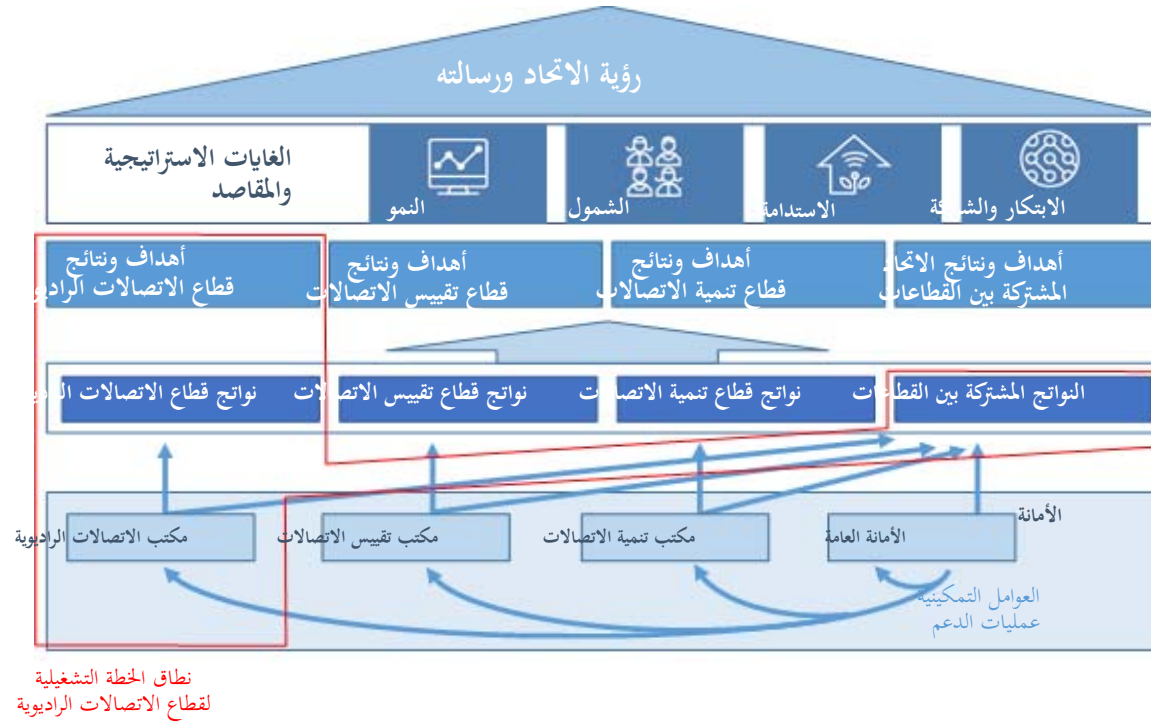 رؤية الاتحاد ورسالته
الغايات الاستراتيجية
والمقاصد
النمو
الشمول
الاستدامة
الابتكار والشراكة
أهداف ونتائج
قطاع الاتصالات الراديو
أهداف ونتائج
قطاع تقييس الاتصالات
أهداف ونتائج
قطاع تنمية الاتصالات
أهداف ونتائج الاتحاد
المشتركة بين القطاعات
نواتج قطاع الاتصالات
نواتج قطاع تقييس الاتصالات
نواتج قطاع تنمية الاتصالات
النواتج المشتركة بين القطاعات
الأمانة
مكتب الاتصالات الراديوية
مكتب تقييس الاتصالات
مكتب تنمية الاتصالات
الأمانة العامة
العوامل التمكينية
عمليات الدعم
نطاق الخطة التشغيلية
لقطاع الاتصالات الراديوية